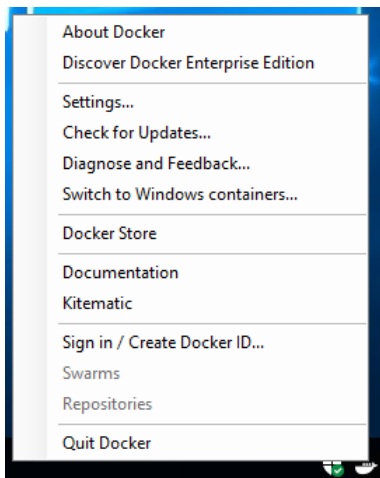 About Docker
Discover Docker Enterprise Edition
Settings...
Check for Updates...
Diagnose and Feedback...
Switch to Windows containers...
Docker Store
Documentation
Kitematic
Sign in / Create Docker ID...
Swarms
Repositories
Quit Docker